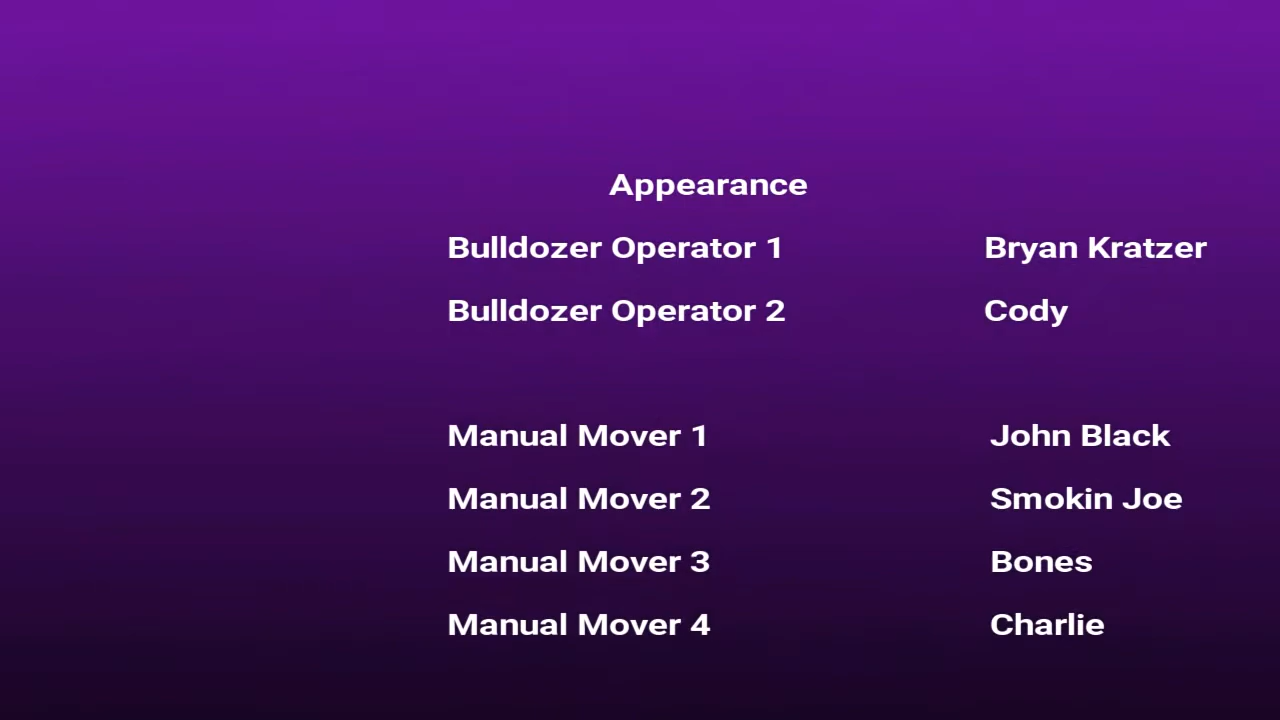 Appearance
Bulldozer Operator 1 Bryan Kratzer
Bulldozer Operator 2 Cody
Manual Mover 1 John Black
Manual Mover 2 Smokin Joe
Manual Mover 3 Bones
Manual Mover 4 Charlie